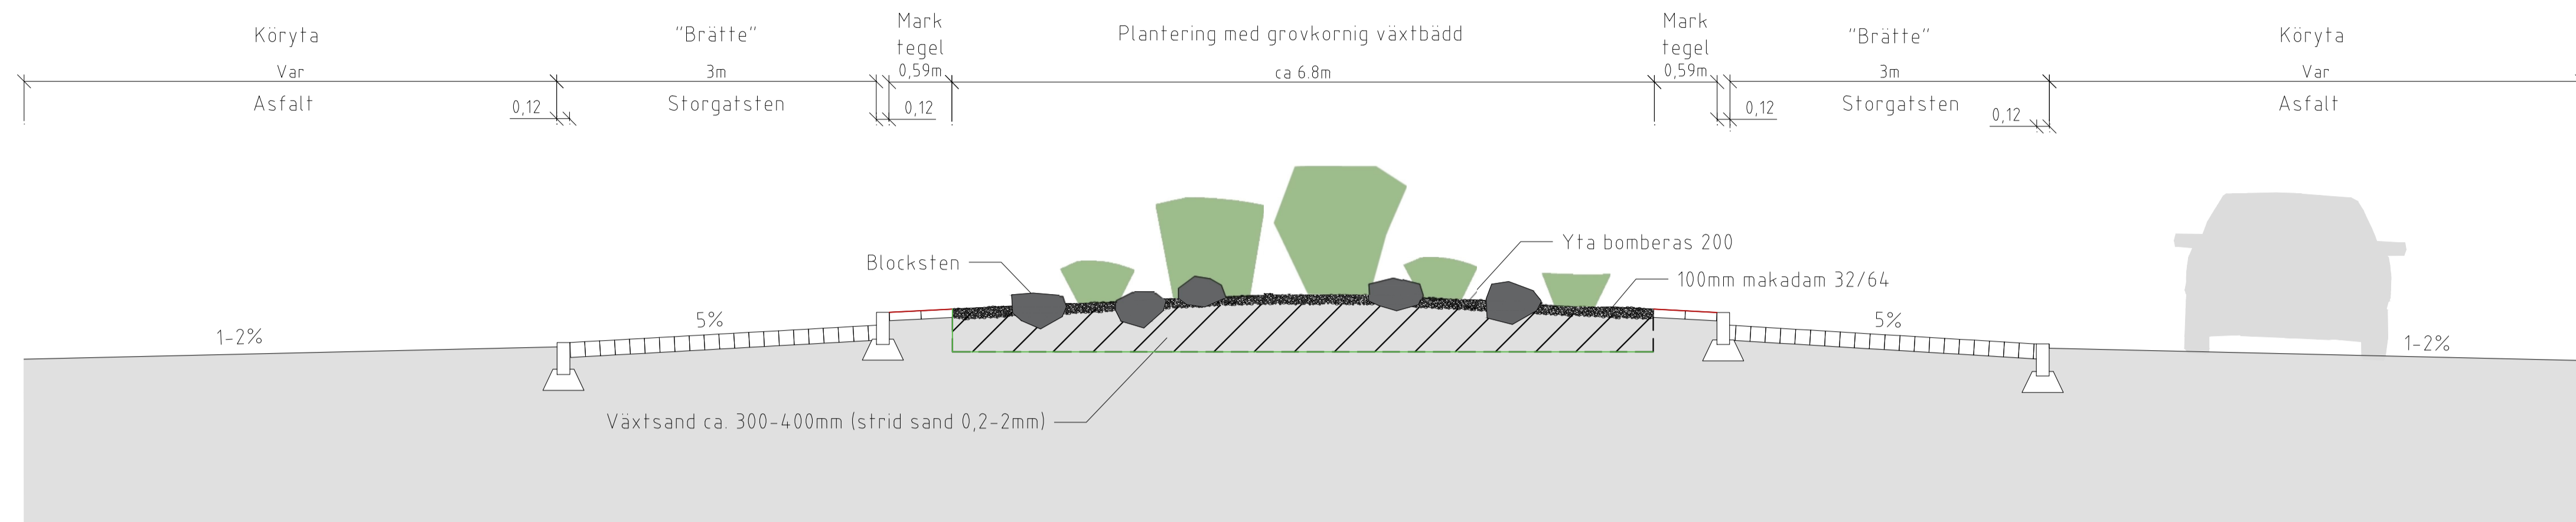 Köryta
"Brätte"
Mark
tegel
Plantering med grovkornig växtbädd
Mark
tegel
"Brätte"
Köryta
Var
3m
0,59m
ca 6.8m
0,59m
3m
Var
Asfalt
0,12
Storgatsten
0,12
0,12
Storgatsten
0,12
Asfalt
Yta bomberas 200
Blocksten
100mm makadam 32/64
5%
5%
1-2%
1-2%
Växtsand ca. 300-400mm (strid sand 0,2-2mm)